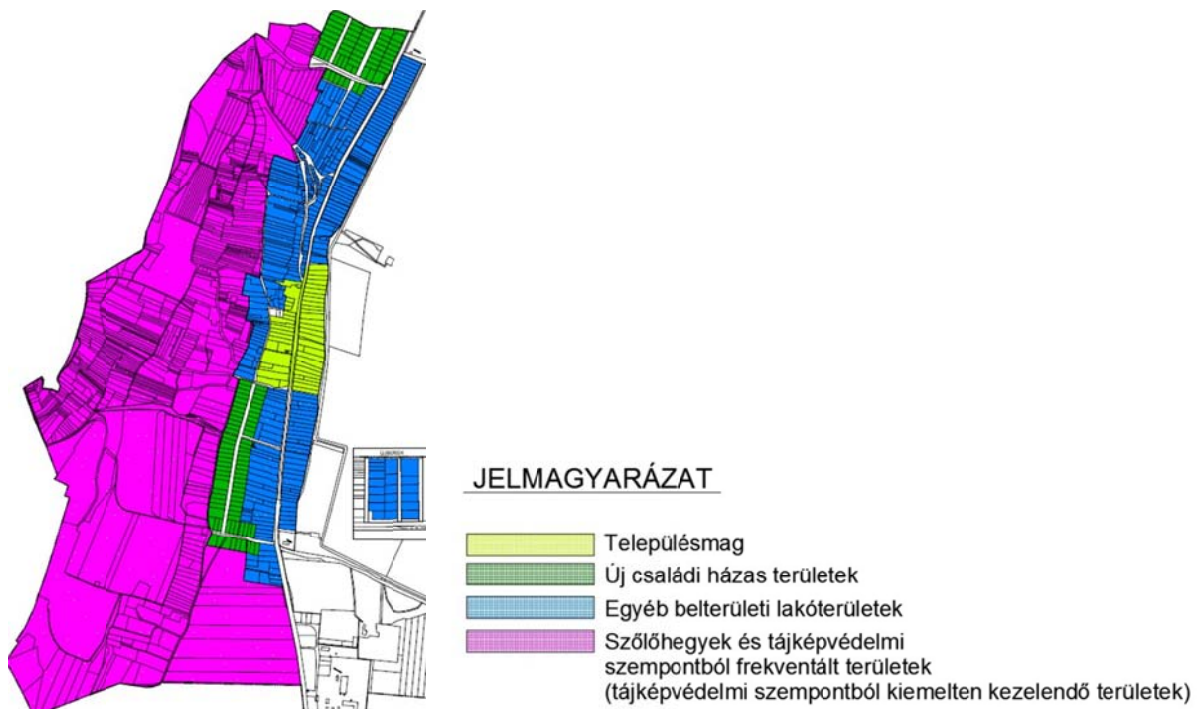 JELMAGYARÁZAT
Településmag
Új családi házas területek
Egyéb belterületi lakóterületek
Szőlőhegyek és tájképvédelmi
szempontból frekventált területek
(tájképvédelmi szempontból kiemelten kezelendő területek)